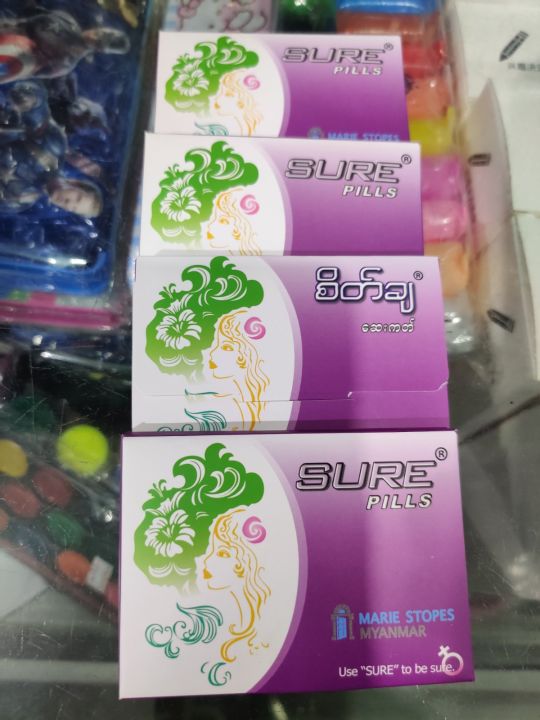 SURE®
PILLS
MARIE STOPES
SURE®
PILLS
စိတ်ချ®
ဆေးကတ်
SURE®
PILLS
MARIE STOPES
MYANMAR
Use "SURE" to be sure.